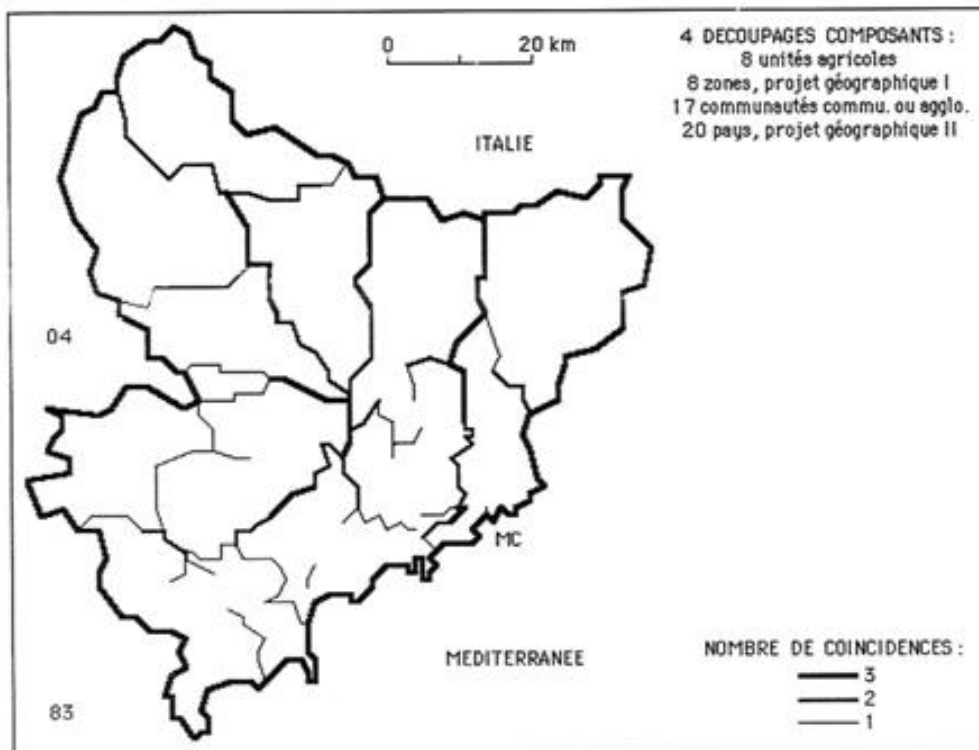 4 DECOUPAGES COMPOSANTS :
8 unités agricoles
8 zones, projet géographique I
17 communautés commu. ou agglo.
20 pays, projet géographique II
0 20 km
ITALIE
04
MC
MEDITERRANEE
83
NOMBRE DE COINCIDENCES :
3
2
1